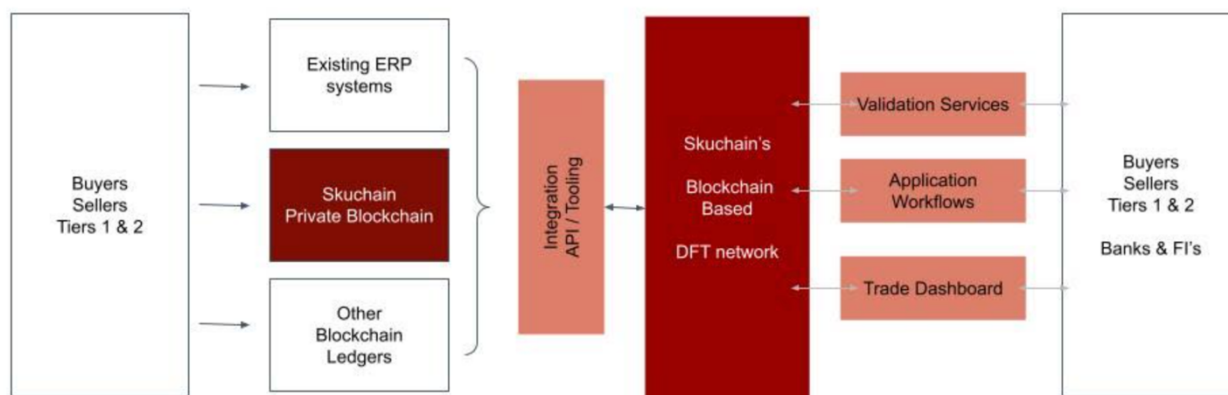 Buyers
Sellers
Tiers 1 & 2
Existing ERP
systems
Skuchain
Private Blockchain
Other
Blockchain
Ledgers
Integration
API / Tooling
Skuchain's
Blockchain
Based
DFT network
Validation Services
Application
Workflows
Trade Dashboard
Buyers
Sellers
Tiers 1 & 2
Banks & FI's